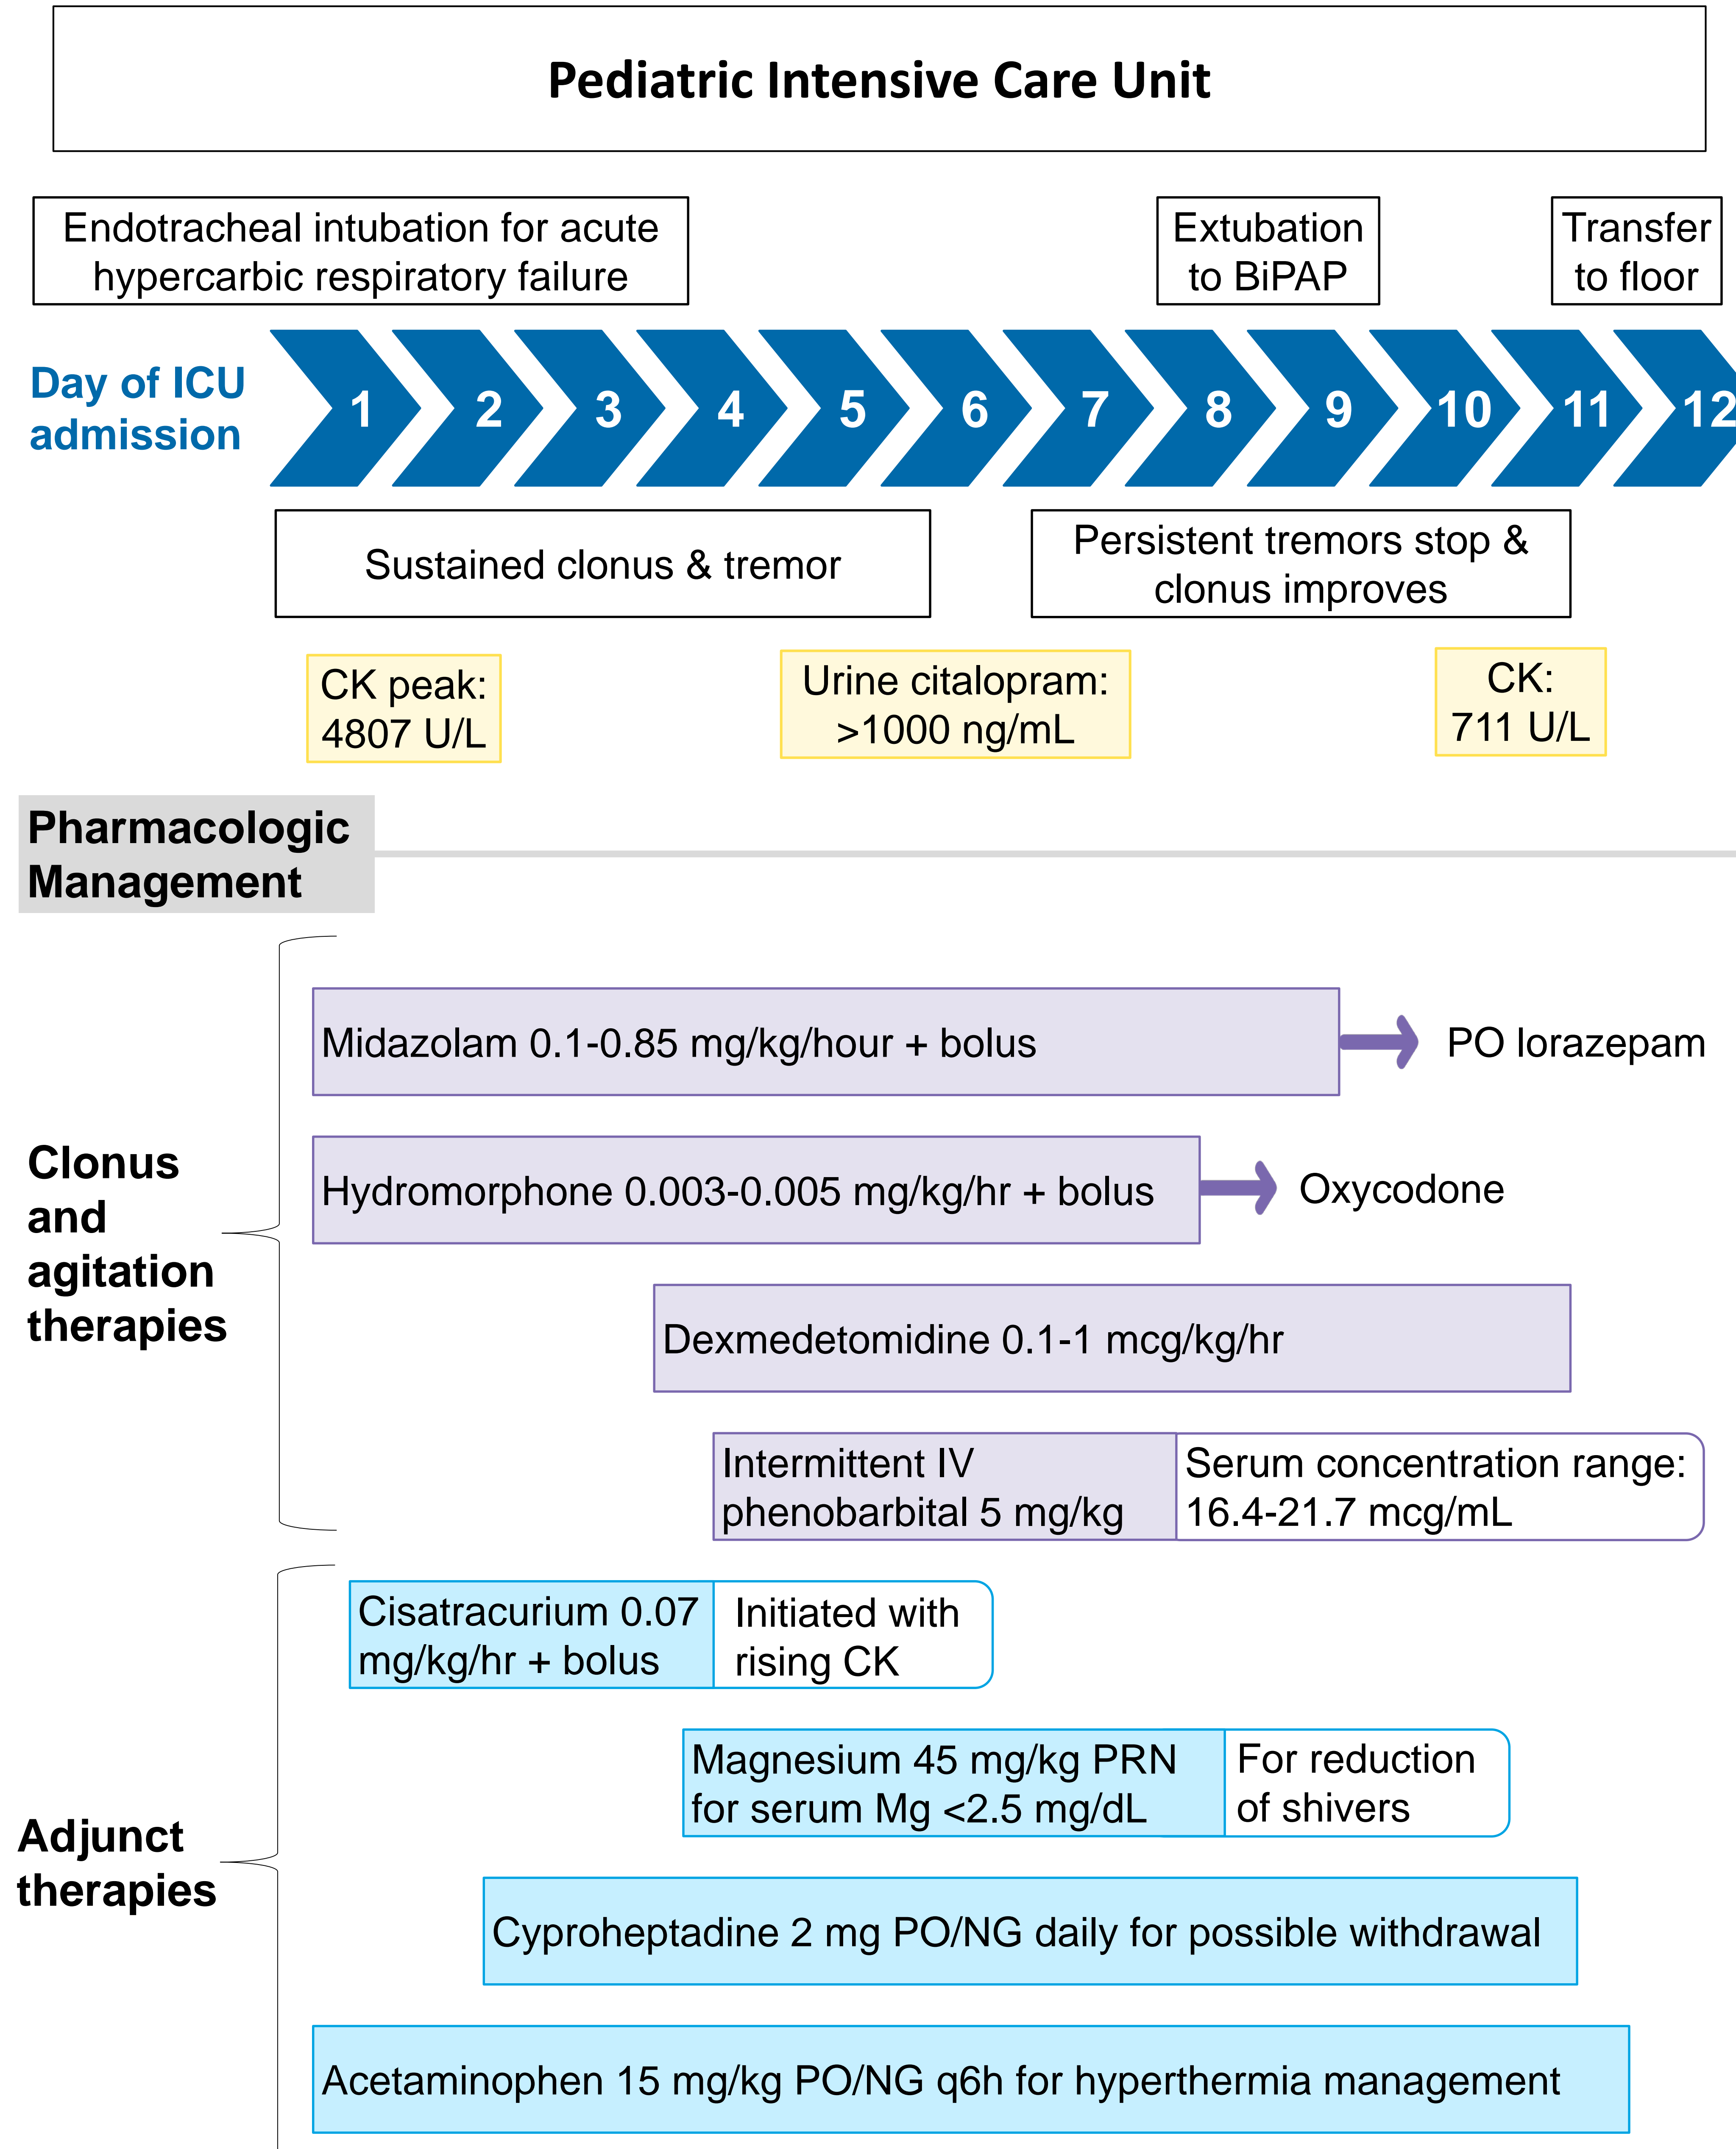 Pediatric Intensive Care Unit
Endotracheal intubation for acute
hypercarbic respiratory failure
Extubation
to BiPAP
Transfer
to floor
Day of ICU
admission
1 2 3 4 5 6 7 8 9 10 11 12
Sustained clonus & tremor
Persistent tremors stop &
clonus improves
CK peak:
4807 U/L
Urine citalopram:
>1000 ng/mL
CK:
711 U/L
Pharmacologic
Management
Clonus
and
agitation
therapies
Midazolam 0.1-0.85 mg/kg/hour + bolus
PO lorazepam
Hydromorphone 0.003-0.005 mg/kg/hr + bolus
Oxycodone
Dexmedetomidine 0.1-1 mcg/kg/hr
Intermittent IV
phenobarbital 5 mg/kg
Serum concentration range:
16.4-21.7 mcg/mL
Adjunct
therapies
Cisatracurium 0.07
mg/kg/hr + bolus
Initiated with
rising CK
Magnesium 45 mg/kg PRN
for serum Mg <2.5 mg/dL
For reduction
of shivers
Cyproheptadine 2 mg PO/NG daily for possible withdrawal
Acetaminophen 15 mg/kg PO/NG q6h for hyperthermia management